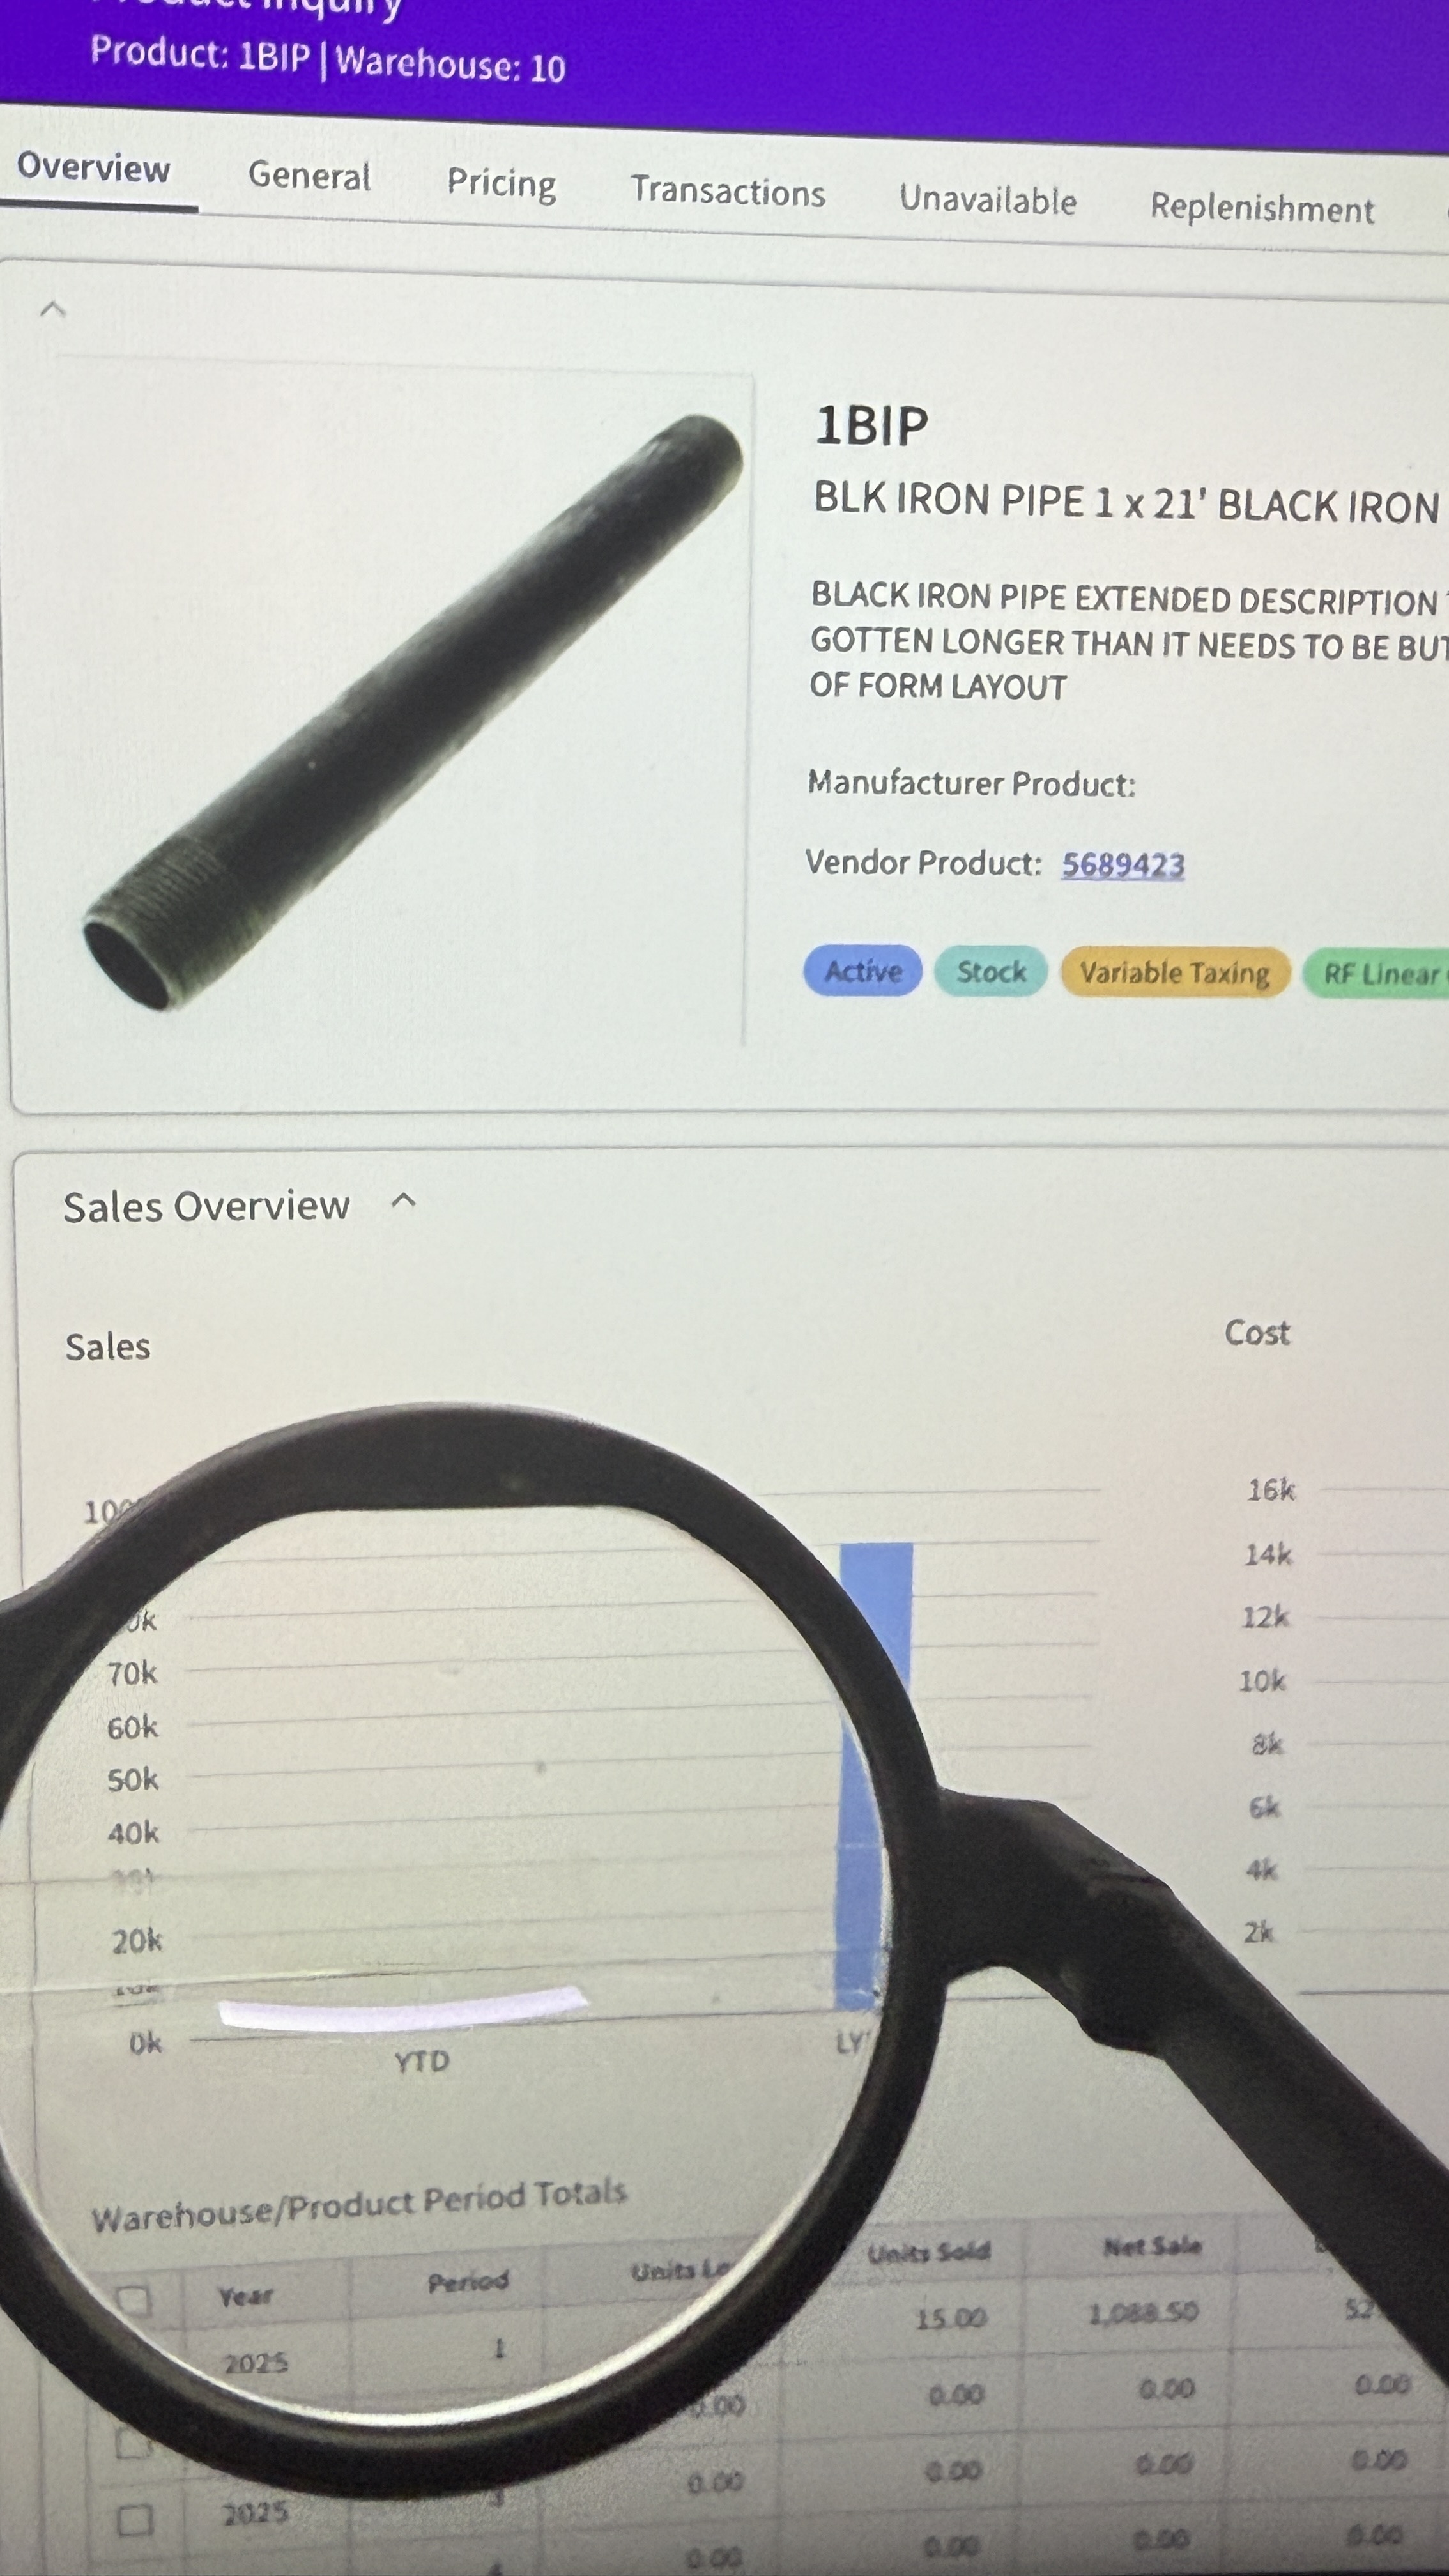 Product Inquiry
Product: 1BIP | Warehouse: 10
Overview General Pricing Transactions Unavailable Replenishment
1BIP
BLK IRON PIPE 1 x 21' BLACK IRON
BLACK IRON PIPE EXTENDED DESCRIPTION
GOTTEN LONGER THAN IT NEEDS TO BE BUT
OF FORM LAYOUT
Manufacturer Product:
Vendor Product: 5689423
Active Stock Variable Taxing RF Linear
Sales Overview
Sales
70k
60k
50k
40k
20k
0k
YTD
Cost
16k
14k
12k
10k
8k
6k
4k
2k
Warehouse/Product Period Totals
Year Period Units Units Sold Net Sale
2025 1 15.00 1,088.50
0.00 0.00 0.00
2025 0.00 0.00 0.00 0.00
0.00 0.00 0.00 0.00